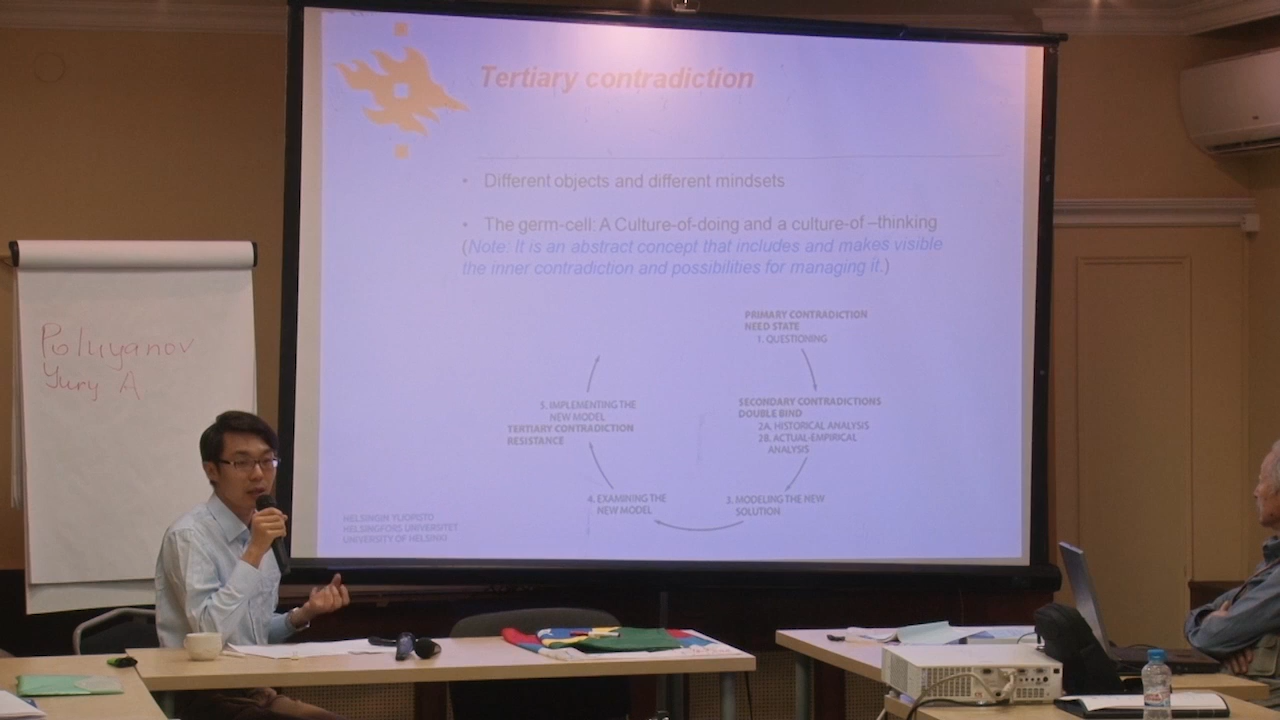 Tertiary contradiction
• Different objects and different mindsets
• The germ-cell: A Culture-of-doing and a culture-of –thinking
(Note: It is an abstract concept that includes and makes visible
the inner contradiction and possibilities for managing it.)
PRIMARY CONTRADICTION
NEED STATE
1. QUESTIONING
SECONDARY CONTRADICTIONS
DOUBLE BIND
2A. HISTORICAL ANALYSIS
2B. ACTUAL-EMPIRICAL
ANALYSIS
3. MODELING THE NEW
SOLUTION
4. EXAMINING THE
NEW MODEL
5. IMPLEMENTING THE
NEW MODEL
TERTIARY CONTRADICTION
RESISTANCE
HELSINGIN YLIOPISTO
HELSINGFORS UNIVERSITET
UNIVERSITY OF HELSINKI
Poluyanov
Yury A